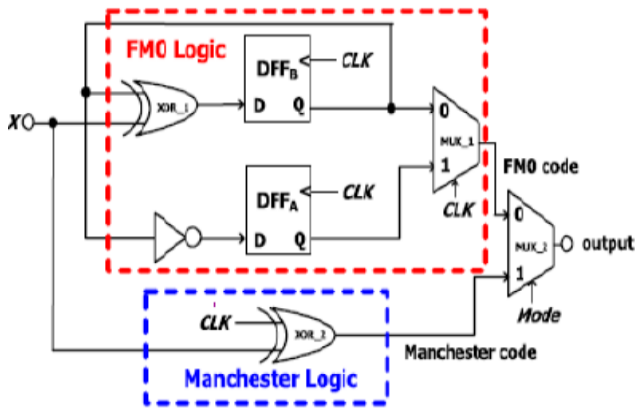 FM0 Logic
DFFB
CLK
D Q
XOR_1
X
0
MUX_1
1
CLK
DFFA
CLK
D Q
FM0 code
0
MUX_2
1
output
Mode
CLK
XOR_2
Manchester code
Manchester Logic